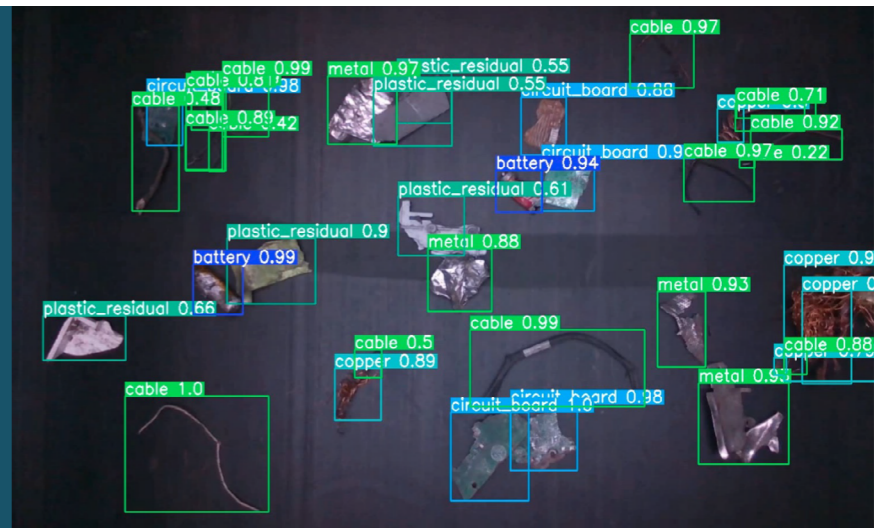 cable 0.97
cable 0.99
metal 0.97
plastic_residual 0.55
plastic_residual 0.55
circuit_board 0.88
cable 0.71
cable 0.48
cable 0.89
0.42
cable 0.92
battery 0.94
circuit_board 0.9
cable 0.97
0.22
plastic_residual 0.61
plastic_residual 0.9
metal 0.88
battery 0.99
copper 0.9
metal 0.93
copper
plastic_residual 0.66
cable 0.99
cable 0.5
cable 0.88
copper 0.89
metal 0.95
cable 1.0
circuit_board 0.98
circuit_board 1.0